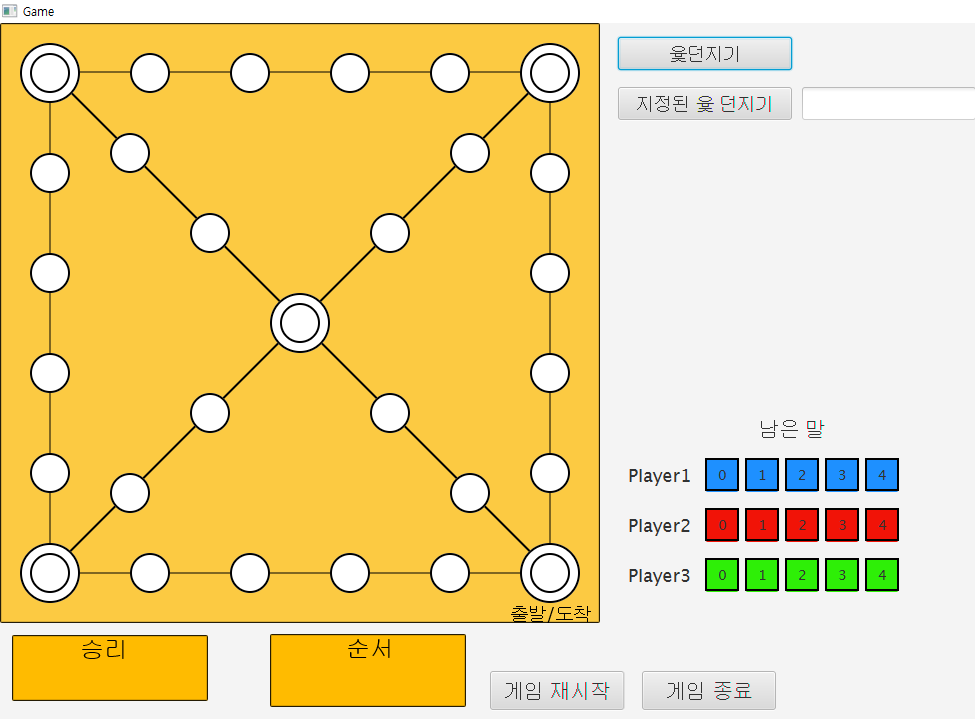 Game
윷던지기
지정된 윷 던지기
남은 말
Player1 0 1 2 3 4
Player2 0 1 2 3 4
Player3 0 1 2 3 4
출발/도착
승리
순서
게임 재시작
게임 종료